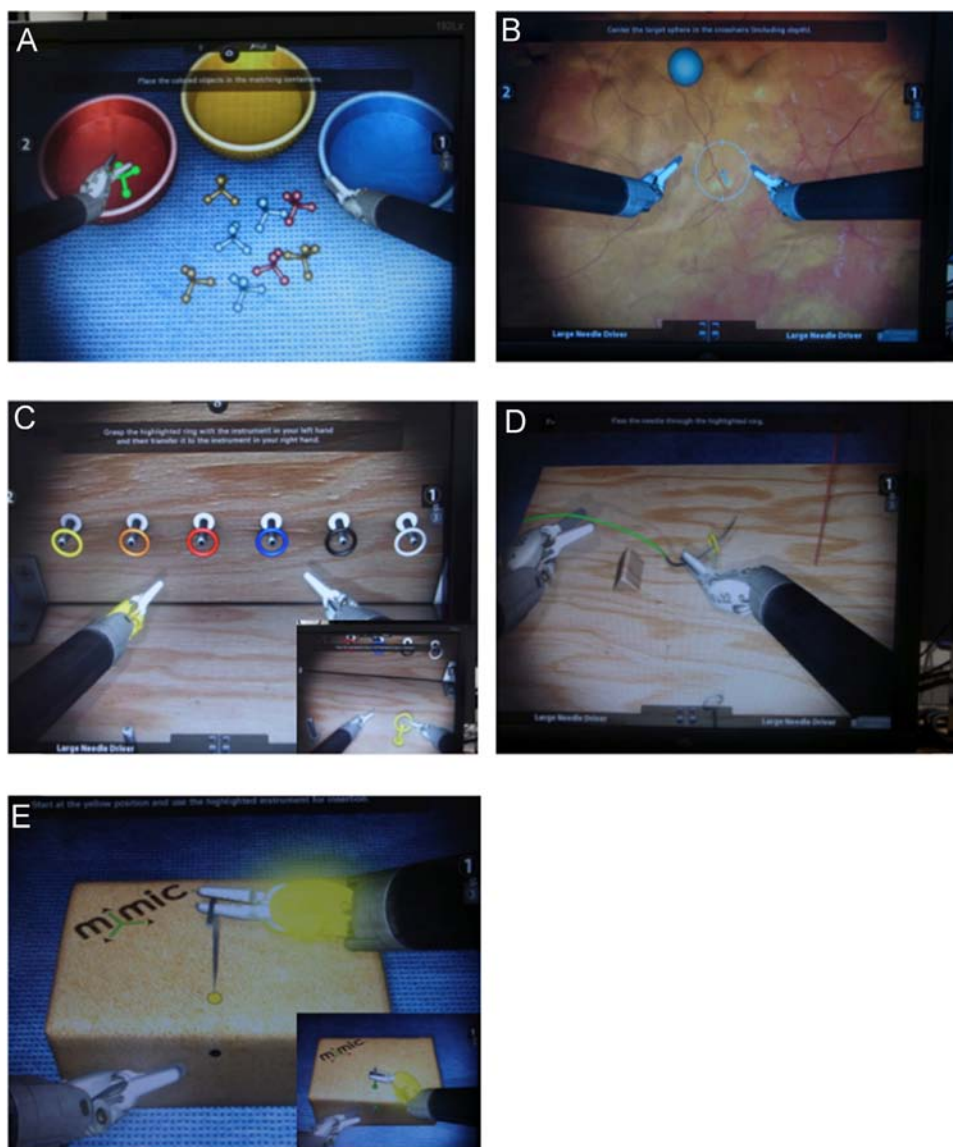 A
192Lx
Place the colored objects in the matching containers.
2
1
B
Center the target sphere in the crosshairs (including depth).
2
1
Large Needle Driver
Large Needle Driver
C
Grasp the highlighted ring with the instrument in your left hand
and then transfer it to the instrument in your right hand.
2
1
Large Needle Driver
D
Pass the needle through the highlighted ring.
1
Large Needle Driver
Large Needle Driver
E
Start at the yellow position and use the highlighted instrument for insertion.
1
mimic
mimic